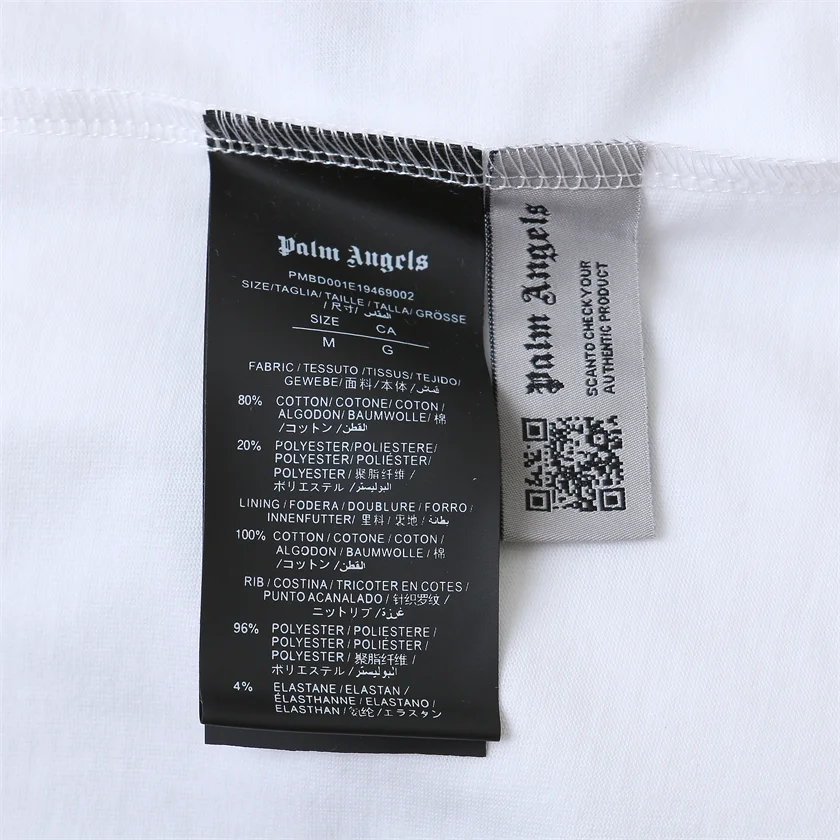 Palm Angels
PMBD001E19469002
SIZE/TAGLIA/TAILLE/TALLA/GRÖSSE
/尺寸/المقاس
SIZE CA
M G
FABRIC/TESSUTO/TISSUS/TEJIDO/
GEWEBE/面料/本体/قماش
80% COTTON/COTONE/COTON/
ALGODON/BAUMWOLLE/棉
/コットン/القطن
20% POLYESTER/POLIESTERE/
POLYESTER/POLIÉSTER/
POLYESTER/聚脂纤维/
ポリエステル/البوليستر
LINING/FODERA/DOUBLURE/FORRO/
INNENFUTTER/里料/裏地/بطانة
100% COTTON/COTONE/COTON/
ALGODON/BAUMWOLLE/棉
/コットン/القطن
RIB/COSTINA/TRICOTER EN COTES/
PUNTO ACANALADO/针织罗纹/
ニットリブ/غرزة
96% POLYESTER/POLIESTERE/
POLYESTER/POLIÉSTER/
POLYESTER/聚脂纤维/
ポリエステル/البوليستر
4% ELASTANE/ELASTAN/
ÉLASTHANNE/ELASTANO/
ELASTHAN/氨纶/エラスタン
Palm Angels
SCANTO CHECK YOUR
AUTHENTIC PRODUCT